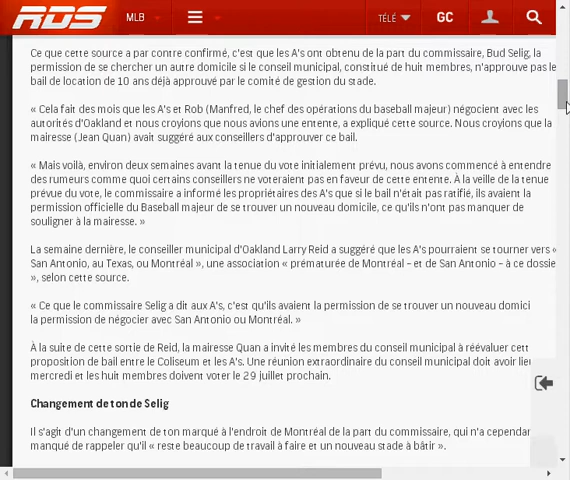 RDS MLB TÉLÉ GC
Ce que cette source a par contre confirmé, c'est que les A's ont obtenu de la part du commissaire, Bud Selig, la
permission de se chercher un autre domicile si le conseil municipal, constitué de huit membres, n'approuve pas le
bail de location de 10 ans déjà approuvé par le comité de gestion du stade.
« Cela fait des mois que les A's et Rob (Manfred, le chef des opérations du baseball majeur) négocient avec les
autorités d'Oakland et nous croyions que nous avions une entente, a expliqué cette source. Nous croyions que la
mairesse (Jean Quan) avait suggéré aux conseillers d'approuver ce bail.
« Mais voilà, environ deux semaines avant la tenue du vote initialement prévu, nous avons commencé à entendre
des rumeurs comme quoi certains conseillers ne voteraient pas en faveur de cette entente. À la veille de la tenue
prévue du vote, le commissaire a informé les propriétaires des A's que si le bail n'était pas ratifié, ils avaient la
permission officielle du Baseball majeur de se trouver un nouveau domicile, ce qu'ils n'ont pas manquer de
souligner à la mairesse. »
La semaine dernière, le conseiller municipal d'Oakland Larry Reid a suggéré que les A's pourraient se tourner vers «
San Antonio, au Texas, ou Montréal », une association « prématurée de Montréal – et de San Antonio – à ce dossie
», selon cette source.
« Ce que le commissaire Selig a dit aux A's, c'est qu'ils avaient la permission de se trouver un nouveau domici
la permission de négocier avec San Antonio ou Montréal. »
À la suite de cette sortie de Reid, la mairesse Quan a invité les membres du conseil municipal à réévaluer cett
proposition de bail entre le Coliseum et les A's. Une réunion extraordinaire du conseil municipal doit avoir lieu
mercredi et les huit membres doivent voter le 29 juillet prochain.
Changement de ton de Selig
Il s'agit d'un changement de ton marqué à l'endroit de Montréal de la part du commissaire, qui n'a cependan
manqué de rappeler qu'il « reste beaucoup de travail à faire et un nouveau stade à bâtir ».